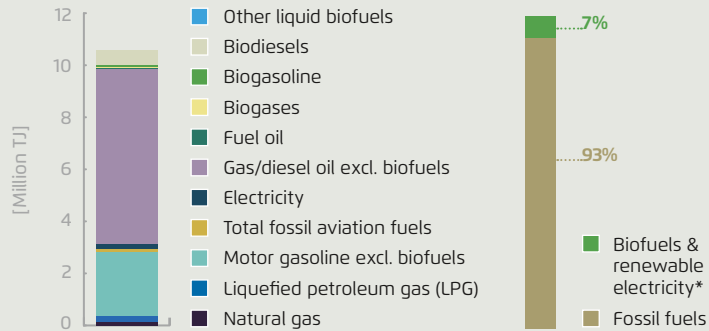 [Million TJ]
12
10
8
6
4
2
0
Other liquid biofuels
Biodiesels
Biogasoline
Biogases
Fuel oil
Gas/diesel oil excl. biofuels
Electricity
Total fossil aviation fuels
Motor gasoline excl. biofuels
Liquefied petroleum gas (LPG)
Natural gas
7%
93%
Biofuels &
renewable
electricity*
Fossil fuels